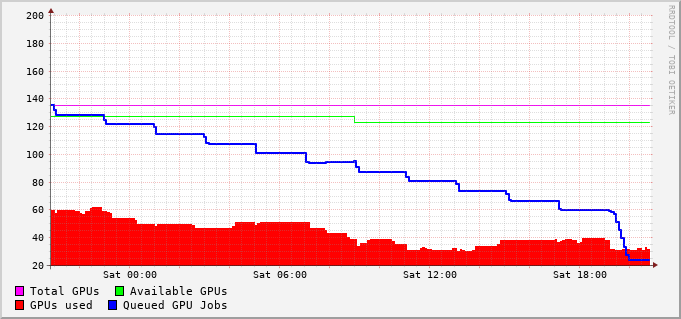 200
180
160
140
120
100
80
60
40
20
Sat 00:00 Sat 06:00 Sat 12:00 Sat 18:00
Total GPUs Available GPUs
GPUs used Queued GPU Jobs
RRDTOOL / TOBI OETIKER